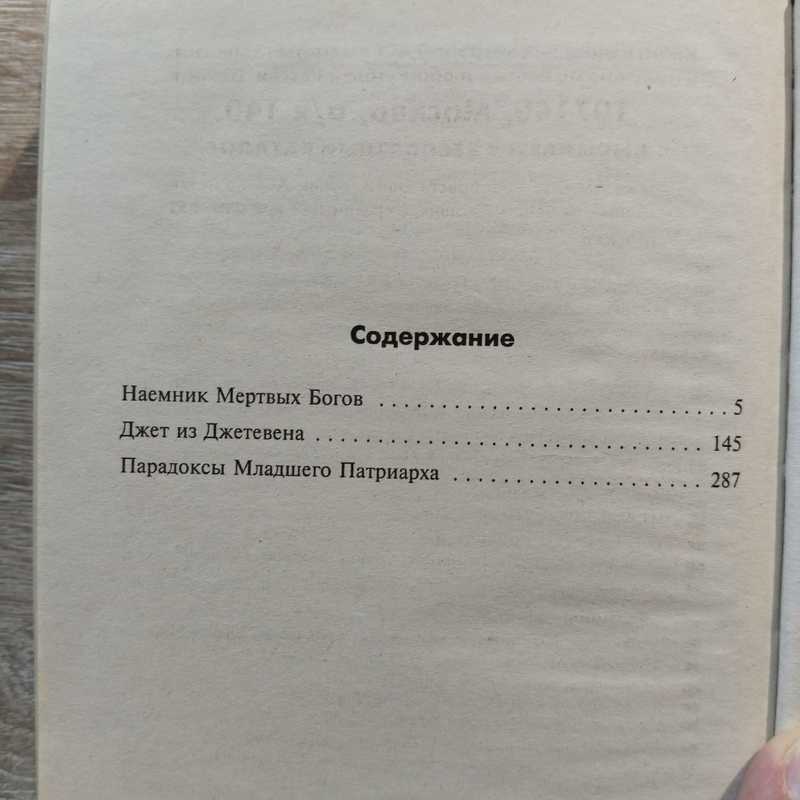 Содержание
Наемник Мертвых Богов . . . . . . . . . . . . . . . . . . . . . . . . . . . . . 5
Джет из Джетевена . . . . . . . . . . . . . . . . . . . . . . . . . . . . . . . . 145
Парадоксы Младшего Патриарха . . . . . . . . . . . . . . . . . . . . 287